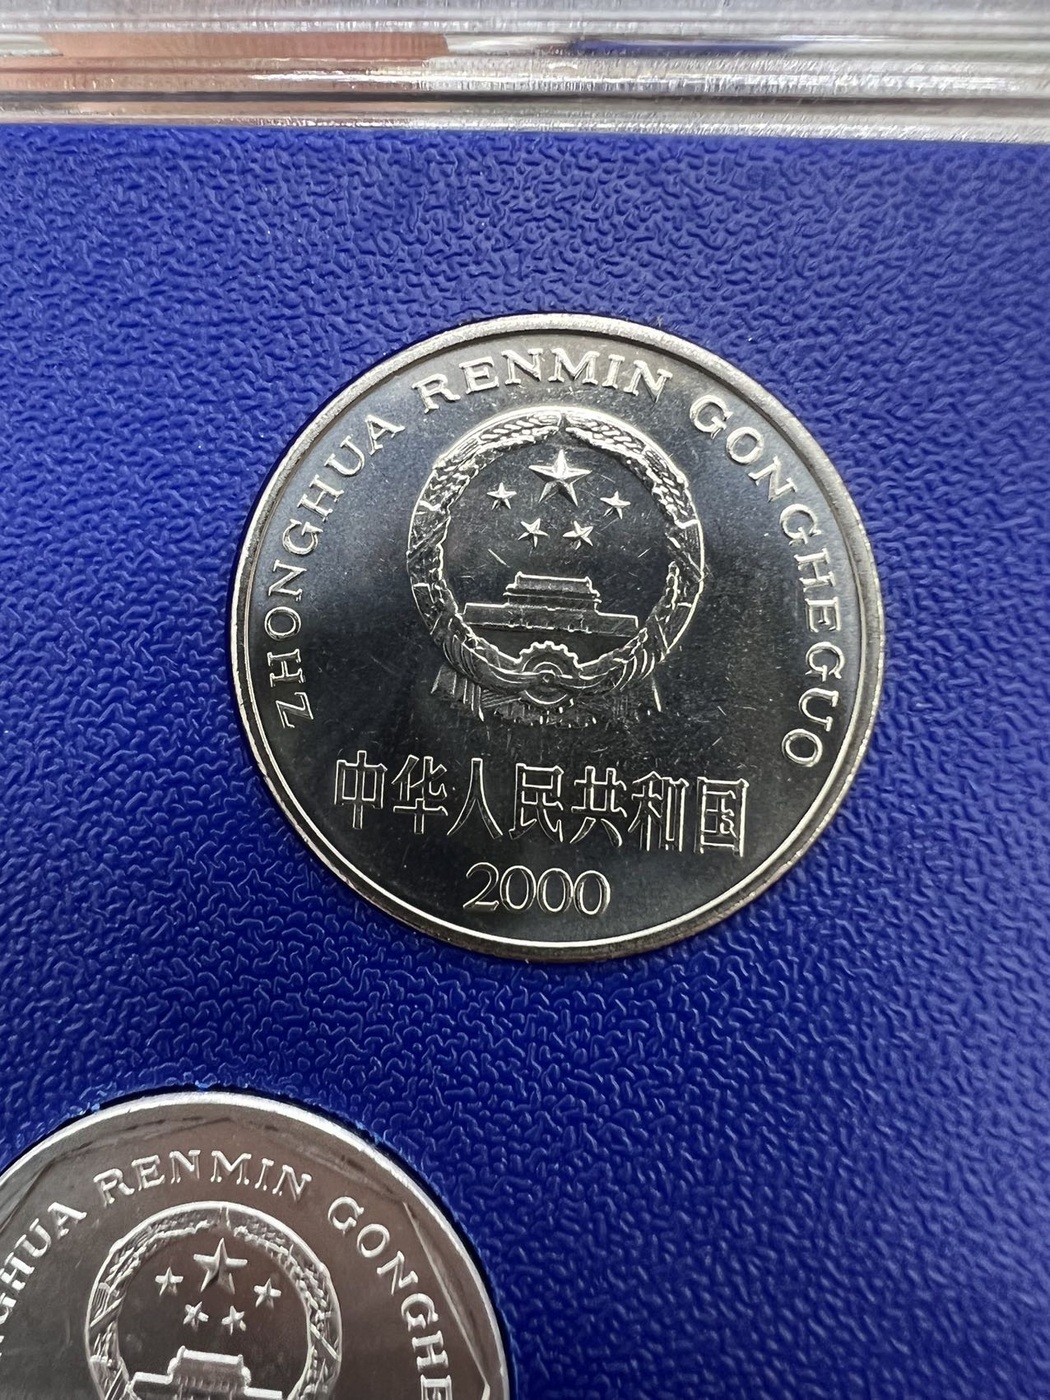 ZHONGHUA RENMIN GONGHEGUO
中华人民共和国
2000
HUA RENMIN GONGHE